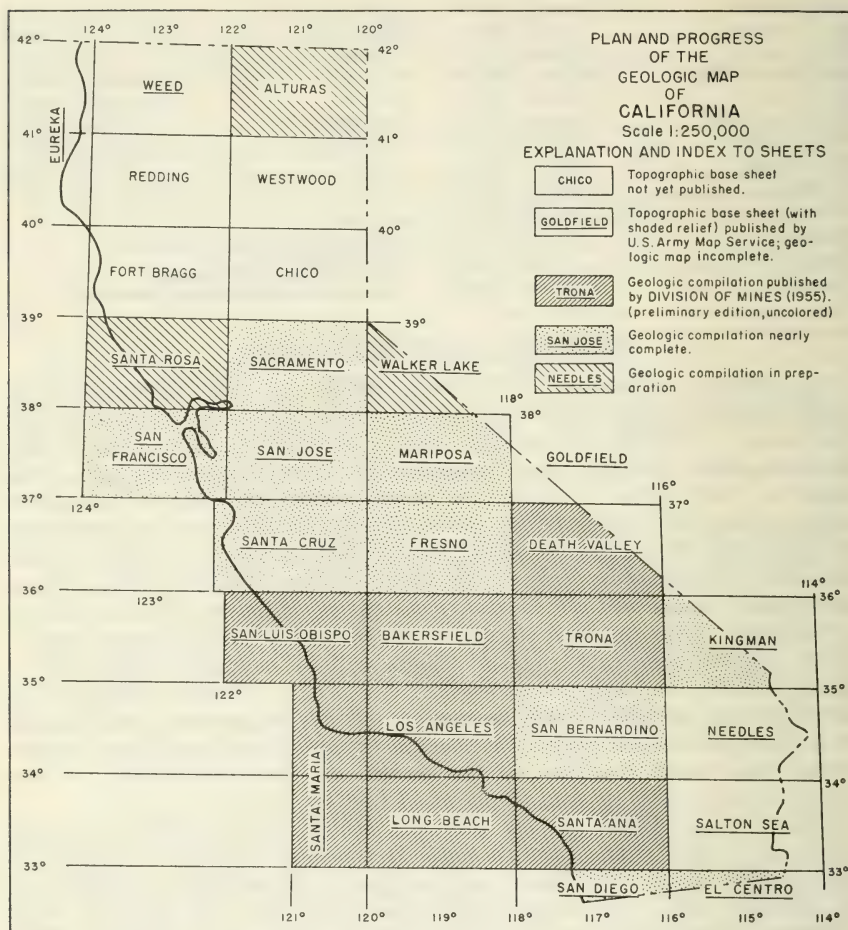 124° 123° 122° 121° 120°
42° 42°
PLAN AND PROGRESS
OF THE
GEOLOGIC MAP
OF
CALIFORNIA
Scale 1:250,000
EXPLANATION AND INDEX TO SHEETS
CHICO Topographic base sheet
not yet published.
GOLDFIELD Topographic base sheet (with
shaded relief) published by
U.S. Army Map Service; geo-
logic map incomplete.
TRONA Geologic compilation published
by DIVISION OF MINES (1955).
(preliminary edition, uncolored)
SAN JOSE Geologic compilation nearly
complete.
NEEDLES Geologic compilation in prep-
aration
WEED ALTURAS
EUREKA
41° 41°
REDDING WESTWOOD
40° 40°
FORT BRAGG CHICO
39° 39°
SANTA ROSA SACRAMENTO WALKER LAKE
118°
38° 38°
SAN
FRANCISCO
SAN JOSE MARIPOSA GOLDFIELD
116°
37° 37°
124°
SANTA CRUZ FRESNO DEATH VALLEY
114°
36° 36°
123°
SAN LUIS OBISPO BAKERSFIELD TRONA KINGMAN
35° 35°
122°
LOS ANGELES SAN BERNARDINO NEEDLES
34° 34°
SANTA MARIA
LONG BEACH SANTA ANA SALTON SEA
33° 33°
SAN DIEGO EL CENTRO
121° 120° 119° 118° 117° 116° 115° 114°